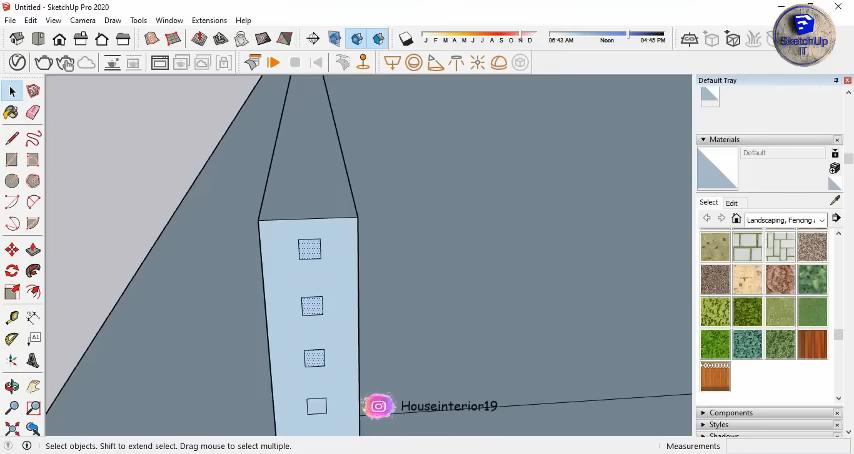 Untitled - SketchUp Pro 2020
File Edit View Camera Draw Tools Window Extensions Help
J F M A M J J A S O N D
06:43 AM Noon 04:45 PM
SketchUp
IT
Default Tray
Materials
Default
Select Edit
Landscaping, Fencing a
A1
Houseinterior19
Components
Styles
Shadows
Select objects. Shift to extend select. Drag mouse to select multiple.
Measurements